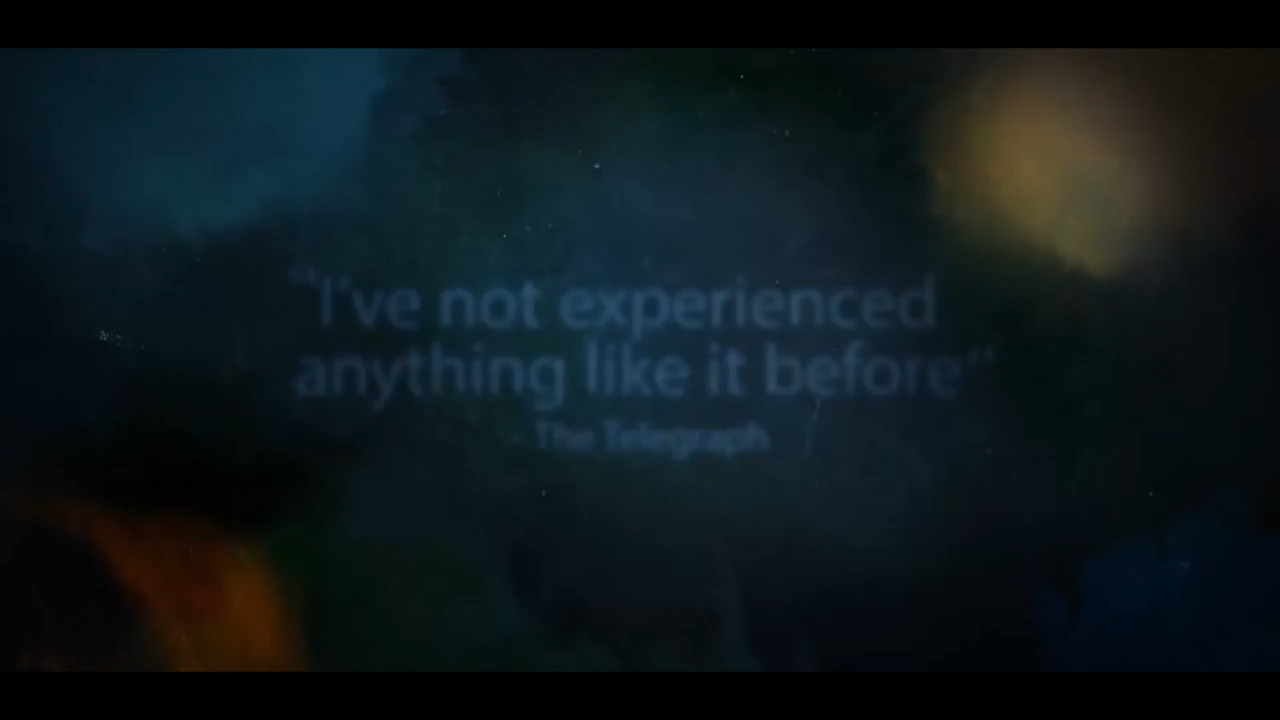 “I’ve not experienced
anything like it before”
- The Telegraph